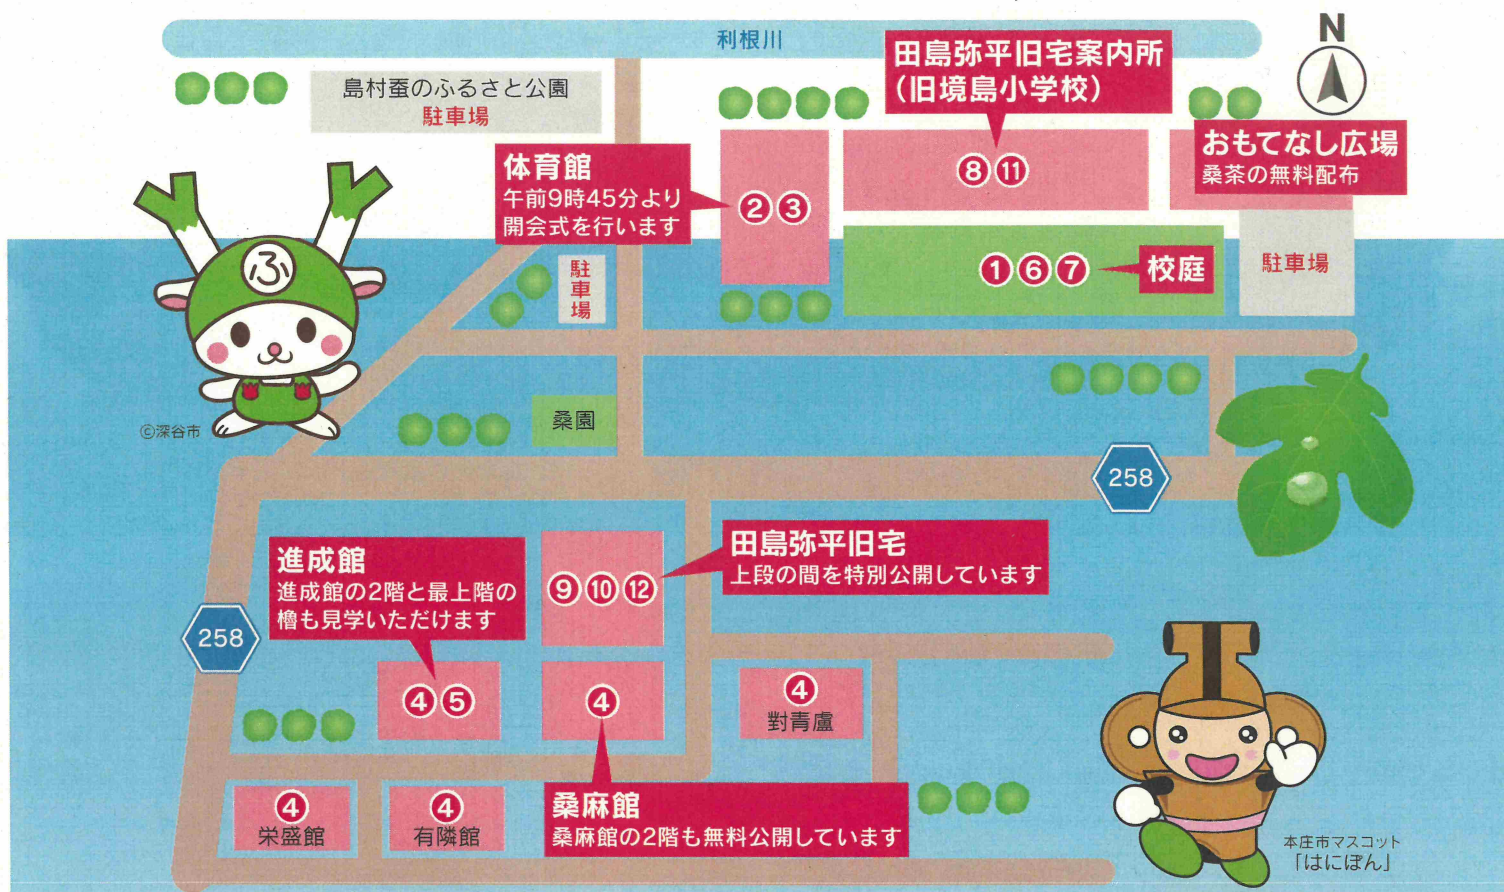 利根川
N
島村蚕のふるさと公園
駐車場
田島弥平旧宅案内所
(旧境島小学校)
⑧⑪
おもてなし広場
桑茶の無料配布
体育館
午前9時45分より
開会式を行います
②③
ふ
駐車場
①⑥⑦
校庭
駐車場
©深谷市
桑園
258
進成館
進成館の2階と最上階の
櫓も見学いただけます
⑨⑩⑫
田島弥平旧宅
上段の間を特別公開しています
258
④⑤
④
④
對青盧
④
栄盛館
④
有隣館
桑麻館
桑麻館の2階も無料公開しています
本庄市マスコット
「はにぽん」